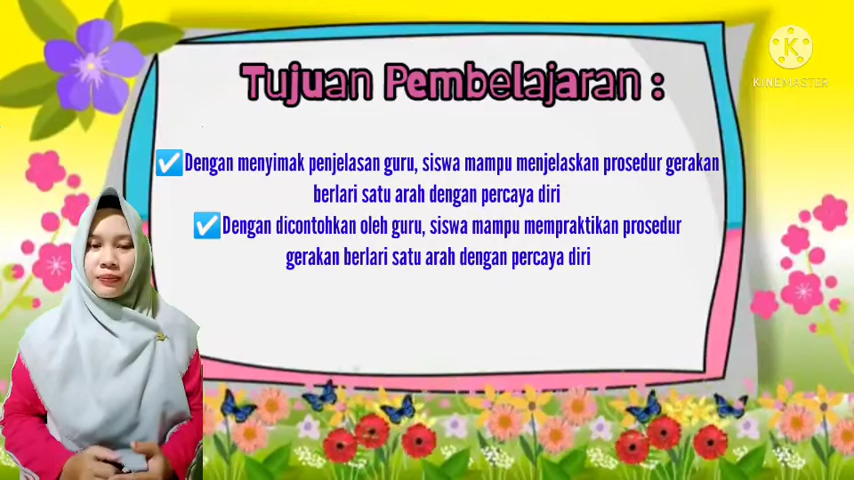 Tujuan Pembelajaran :
K
KINEMASTER
✅Dengan menyimak penjelasan guru, siswa mampu menjelaskan prosedur gerakan
berlari satu arah dengan percaya diri
✅Dengan dicontohkan oleh guru, siswa mampu mempraktikan prosedur
gerakan berlari satu arah dengan percaya diri